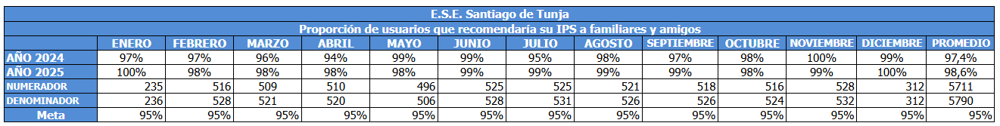 E.S.E. Santiago de Tunja
Proporción de usuarios que recomendaría su IPS a familiares y amigos
ENERO FEBRERO MARZO ABRIL MAYO JUNIO JULIO AGOSTO SEPTIEMBRE OCTUBRE NOVIEMBRE DICIEMBRE PROMEDIO
AÑO 2024 97% 97% 96% 94% 99% 99% 95% 98% 97% 98% 100% 99% 97,4%
AÑO 2025 100% 98% 98% 98% 98% 99% 99% 99% 99% 98% 99% 100% 98,6%
NUMERADOR 235 516 509 510 496 525 525 521 518 516 528 312 5711
DENOMINADOR 236 528 521 520 506 528 531 526 526 524 532 312 5790
Meta 95% 95% 95% 95% 95% 95% 95% 95% 95% 95% 95% 95% 95%